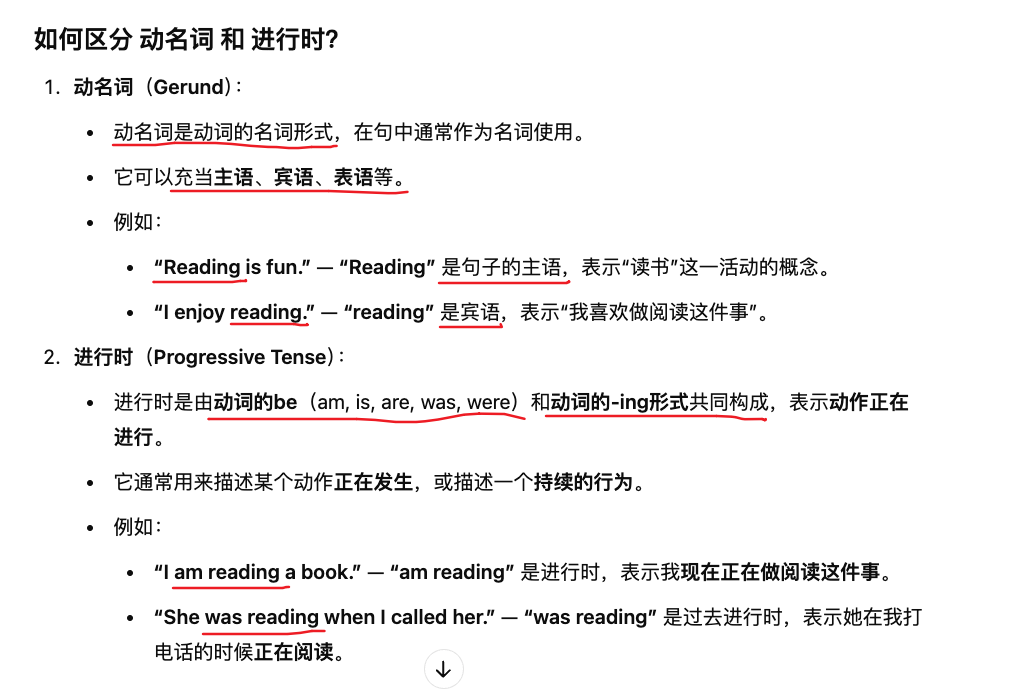 如何区分 动名词 和 进行时?
1. 动名词（Gerund）：
• 动名词是动词的名词形式，在句中通常作为名词使用。
• 它可以充当主语、宾语、表语等。
• 例如：
• “Reading is fun.” — “Reading” 是句子的主语，表示“读书”这一活动的概念。
• “I enjoy reading.” — “reading” 是宾语，表示“我喜欢做阅读这件事”。
2. 进行时（Progressive Tense）：
• 进行时是由动词的be（am, is, are, was, were）和动词的-ing形式共同构成，表示动作正在
进行。
• 它通常用来描述某个动作正在发生，或描述一个持续的行为。
• 例如：
• “I am reading a book.” — “am reading” 是进行时，表示我现在正在做阅读这件事。
• “She was reading when I called her.” — “was reading” 是过去进行时，表示她在我打
电话的时候正在阅读。